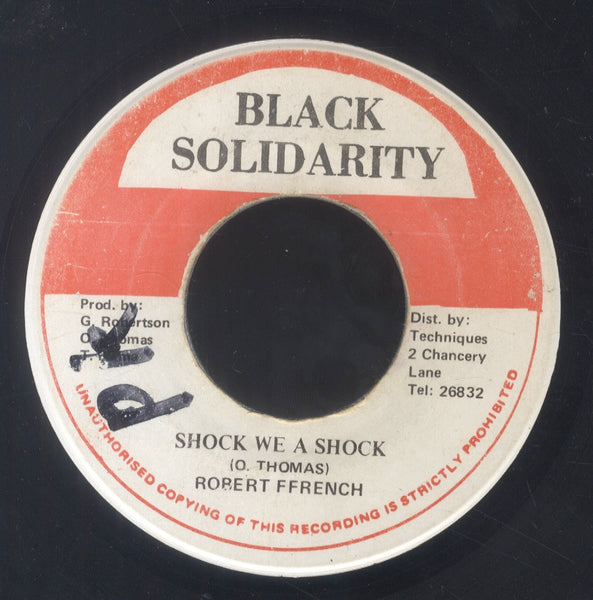 BLACK
SOLIDARITY
Prod. by:
G. Robertson
O. Thomas
T.
Dist. by:
Techniques
2 Chancery
Lane
Tel: 26832
SHOCK WE A SHOCK
(O. THOMAS)
ROBERT FFRENCH
UNAUTHORISED COPYING OF THIS RECORDING IS STRICTLY PROHIBITED